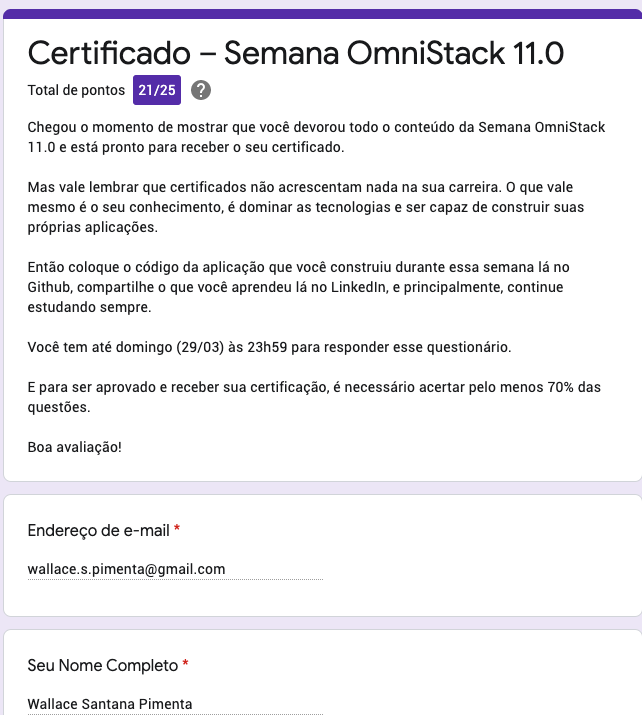 Certificado – Semana OmniStack 11.0
Total de pontos 21/25 ?
Chegou o momento de mostrar que você devorou todo o conteúdo da Semana OmniStack
11.0 e está pronto para receber o seu certificado.
Mas vale lembrar que certificados não acrescentam nada na sua carreira. O que vale
mesmo é o seu conhecimento, é dominar as tecnologias e ser capaz de construir suas
próprias aplicações.
Então coloque o código da aplicação que você construiu durante essa semana lá no
Github, compartilhe o que você aprendeu lá no LinkedIn, e principalmente, continue
estudando sempre.
Você tem até domingo (29/03) às 23h59 para responder esse questionário.
E para ser aprovado e receber sua certificação, é necessário acertar pelo menos 70% das
questões.
Boa avaliação!
Endereço de e-mail *
wallace.s.pimenta@gmail.com
Seu Nome Completo *
Wallace Santana Pimenta